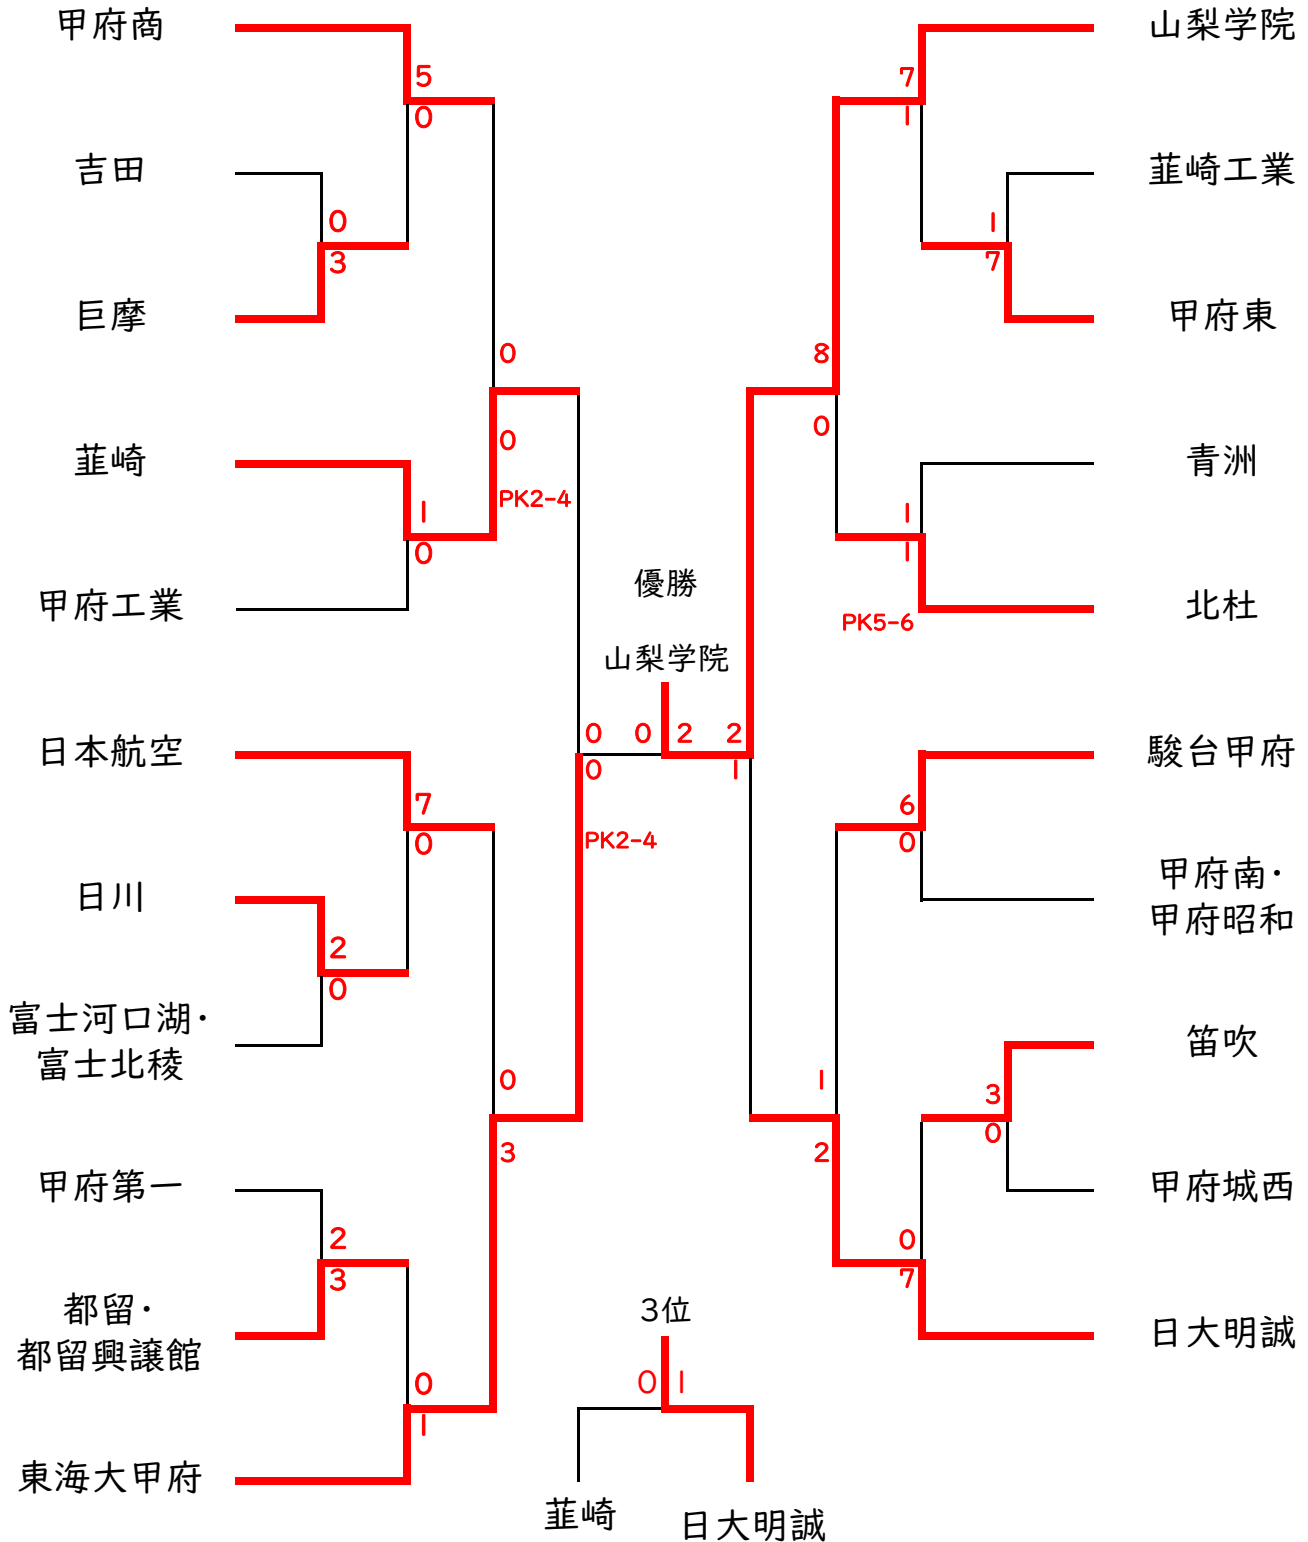 甲府商
5
0
吉田
0
3
巨摩
0
0
PK2-4
韮崎
1
0
甲府工業
日本航空
7
0
日川
2
0
富士河口湖・
富士北稜
0
3
甲府第一
2
3
都留・
都留興譲館
0
1
東海大甲府
0
0
PK2-4
優勝
山梨学院
0 2
2
1
山梨学院
7
1
韮崎工業
1
7
甲府東
8
0
青洲
1
1
PK5-6
北杜
駿台甲府
6
0
甲府南・
甲府昭和
1
2
笛吹
3
0
甲府城西
0
7
日大明誠
3位
0 1
韮崎
日大明誠